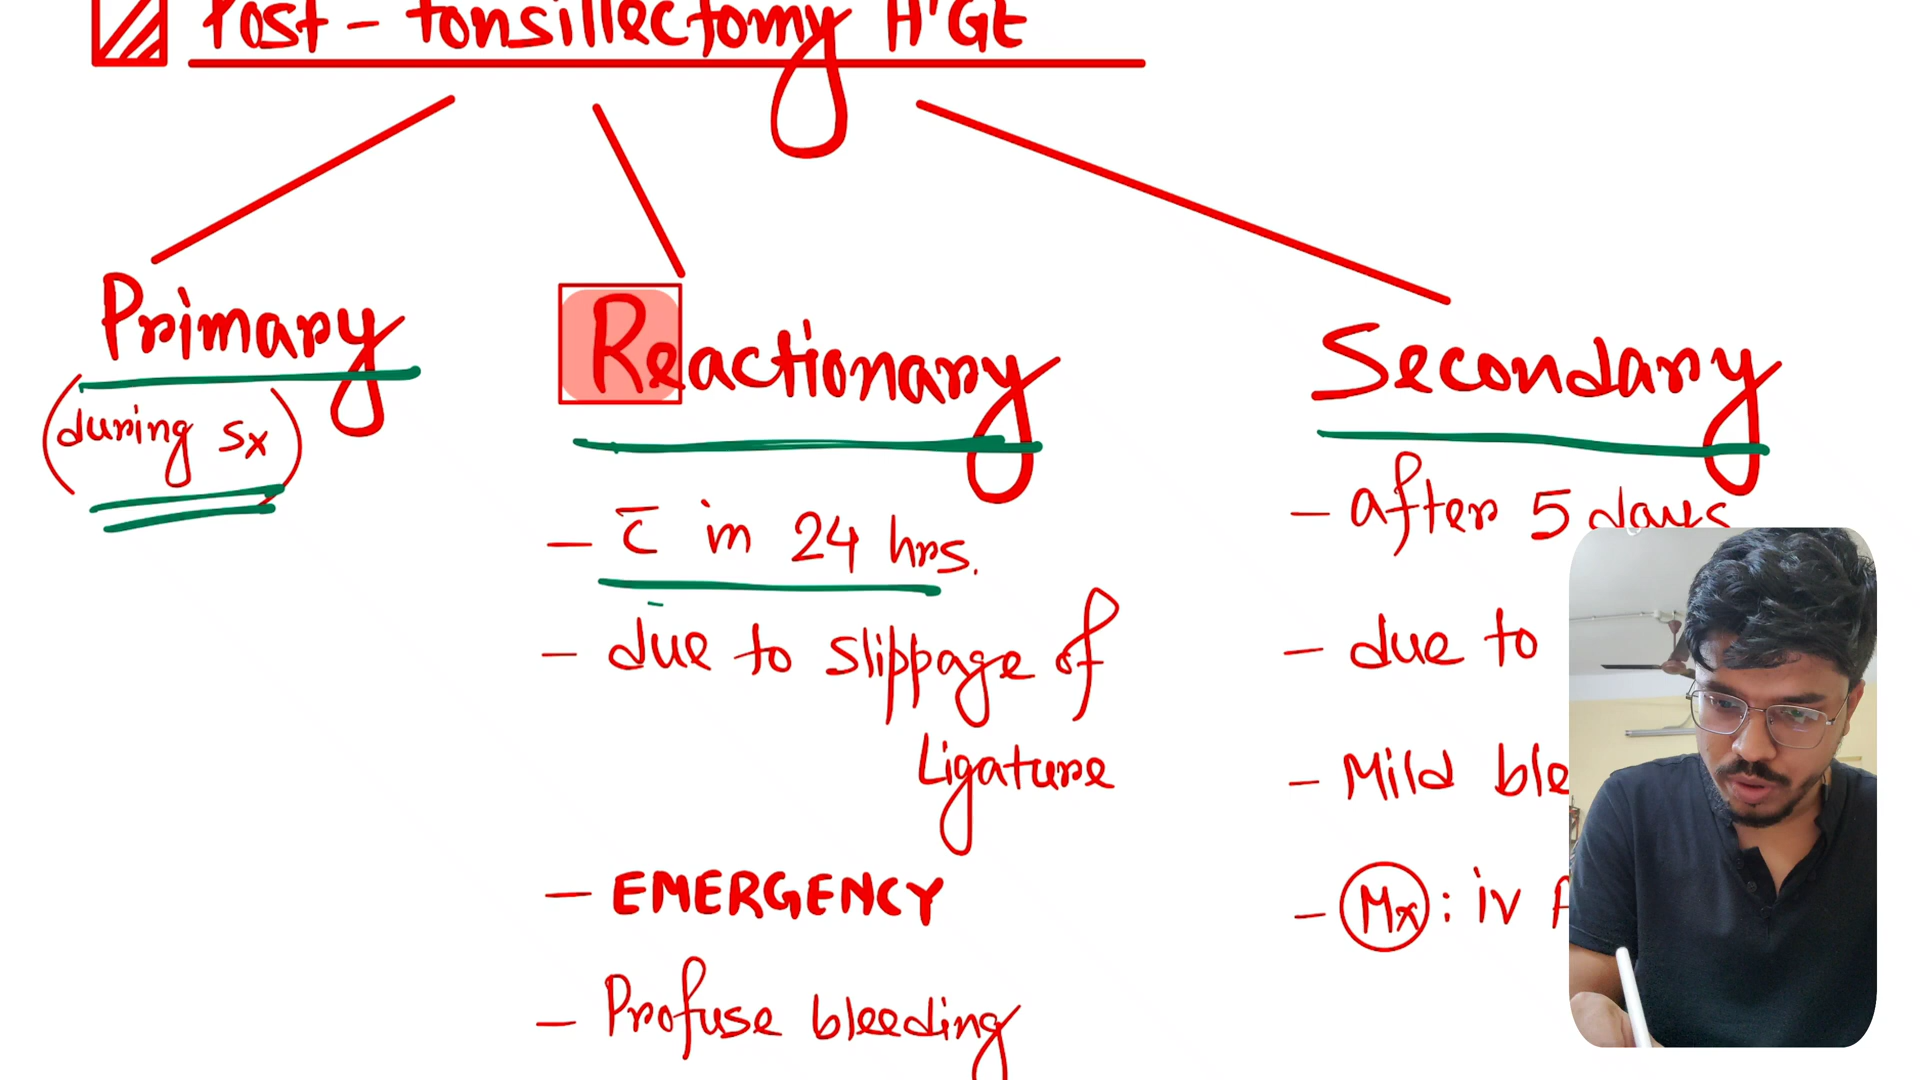 Post - tonsillectomy H'GE
Primary
(during sx)
Reactionary
- c̅ in 24 hrs.
- due to slippage of
Ligature
- EMERGENCY
- Profuse bleeding
Secondary
- after 5 days
- due to
- Mild
- Mx : iv